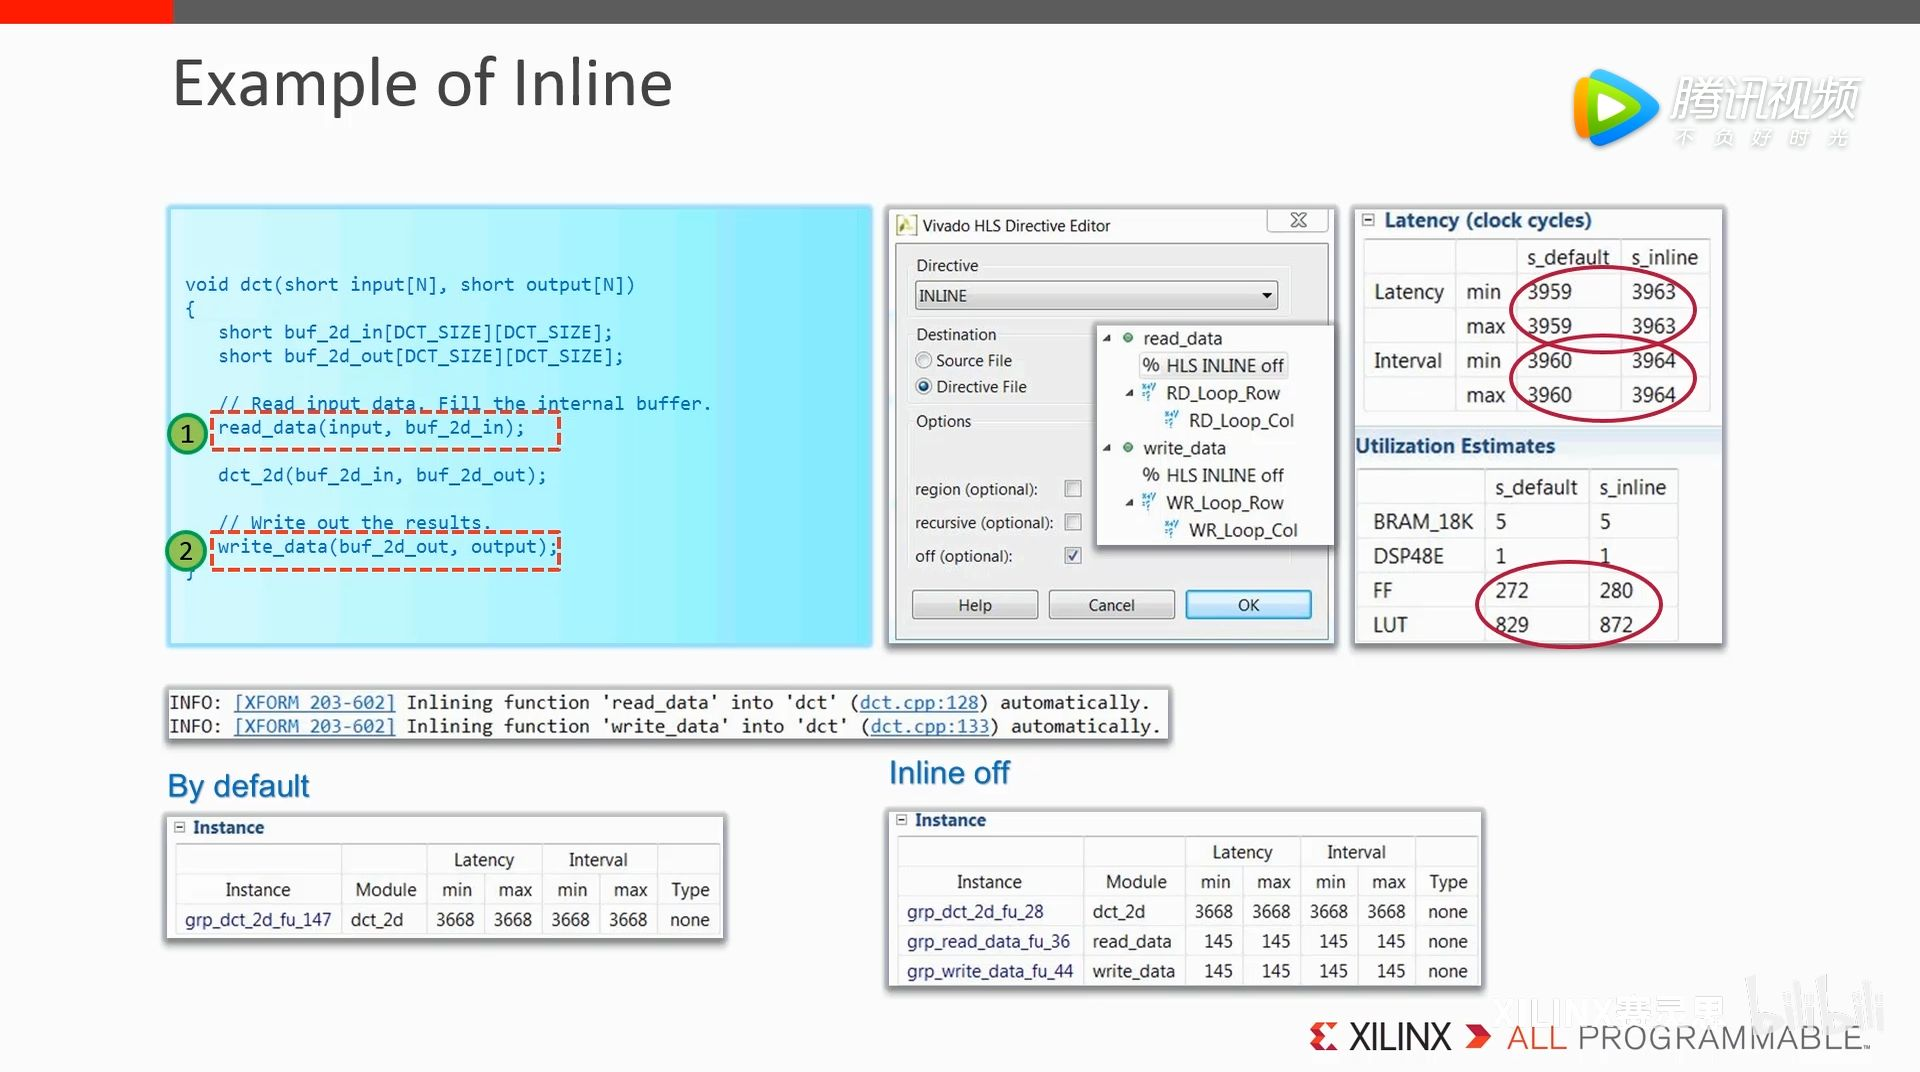 Example of Inline
腾讯视频
不负好时光
void dct(short input[N], short output[N])
{
short buf_2d_in[DCT_SIZE][DCT_SIZE];
short buf_2d_out[DCT_SIZE][DCT_SIZE];
// Read input data. Fill the internal buffer.
1 read_data(input, buf_2d_in);
dct_2d(buf_2d_in, buf_2d_out);
// Write out the results.
2 write_data(buf_2d_out, output);
}
Vivado HLS Directive Editor
Directive
INLINE
Destination
Source File
Directive File
Options
region (optional):
recursive (optional):
off (optional):
Help Cancel OK
read_data
% HLS INLINE off
RD_Loop_Row
RD_Loop_Col
write_data
% HLS INLINE off
WR_Loop_Row
WR_Loop_Col
Latency (clock cycles)
s_default s_inline
Latency min 3959 3963
max 3959 3963
Interval min 3960 3964
max 3960 3964
Utilization Estimates
s_default s_inline
BRAM_18K 5 5
DSP48E 1 1
FF 272 280
LUT 829 872
INFO: [XFORM 203-602] Inlining function 'read_data' into 'dct' (dct.cpp:128) automatically.
INFO: [XFORM 203-602] Inlining function 'write_data' into 'dct' (dct.cpp:133) automatically.
By default
Instance
Latency Interval
Instance Module min max min max Type
grp_dct_2d_fu_147 dct_2d 3668 3668 3668 3668 none
Inline off
Instance
Latency Interval
Instance Module min max min max Type
grp_dct_2d_fu_28 dct_2d 3668 3668 3668 3668 none
grp_read_data_fu_36 read_data 145 145 145 145 none
grp_write_data_fu_44 write_data 145 145 145 145 none
XILINX赛灵思 bilibili
XILINX ALL PROGRAMMABLE™